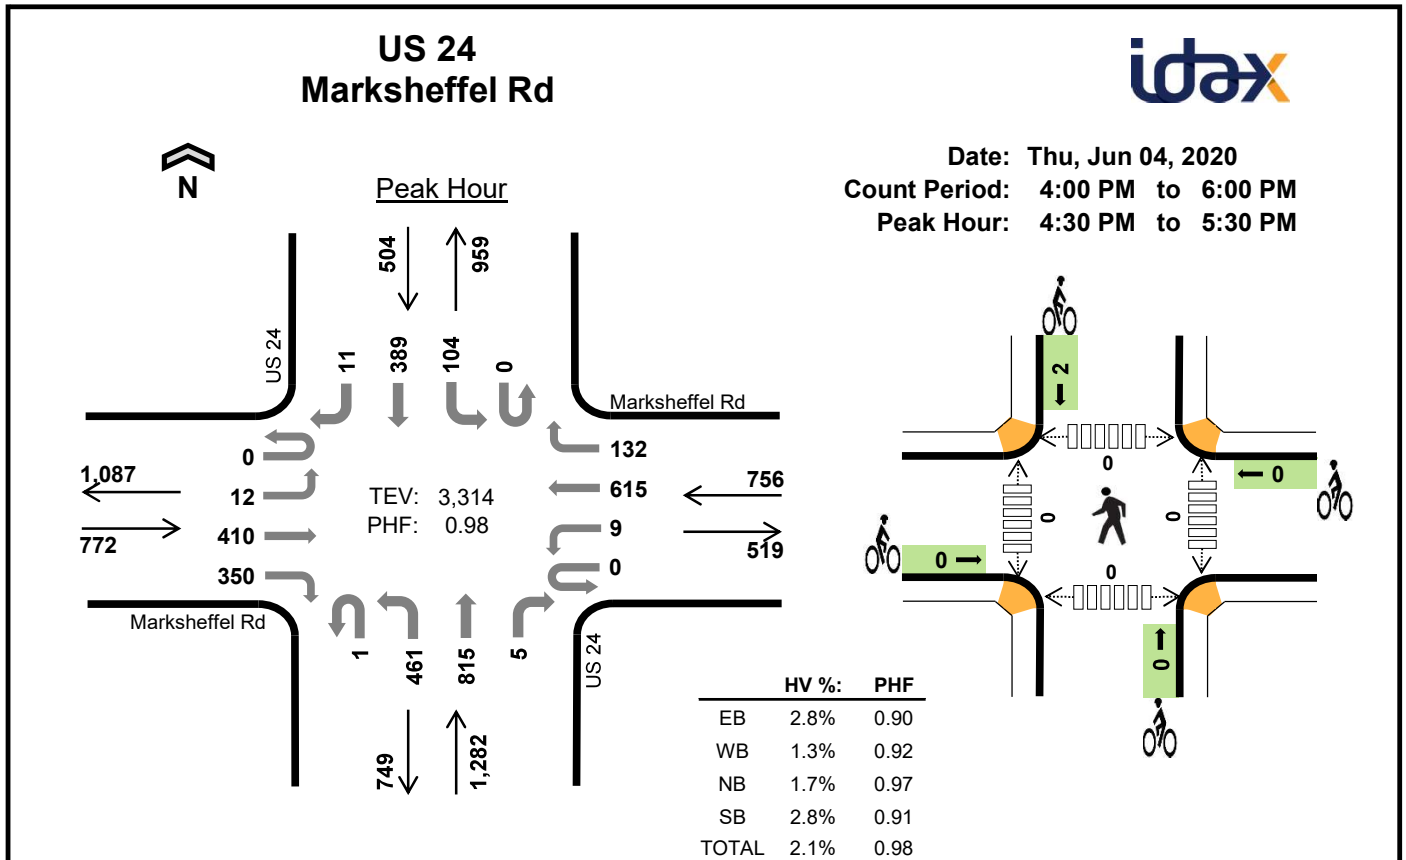 US 24
Marksheffel Rd
idax
Date: Thu, Jun 04, 2020
Count Period: 4:00 PM to 6:00 PM
Peak Hour: 4:30 PM to 5:30 PM
N
Peak Hour
504
959
US 24
11
389
104
0
Marksheffel Rd
0
12
410
350
1,087
772
TEV: 3,314
PHF: 0.98
132
615
9
0
756
519
Marksheffel Rd
1
461
815
5
US 24
749
1,282
2
0
0
0
0
0
0
0
HV %: PHF
EB 2.8% 0.90
WB 1.3% 0.92
NB 1.7% 0.97
SB 2.8% 0.91
TOTAL 2.1% 0.98